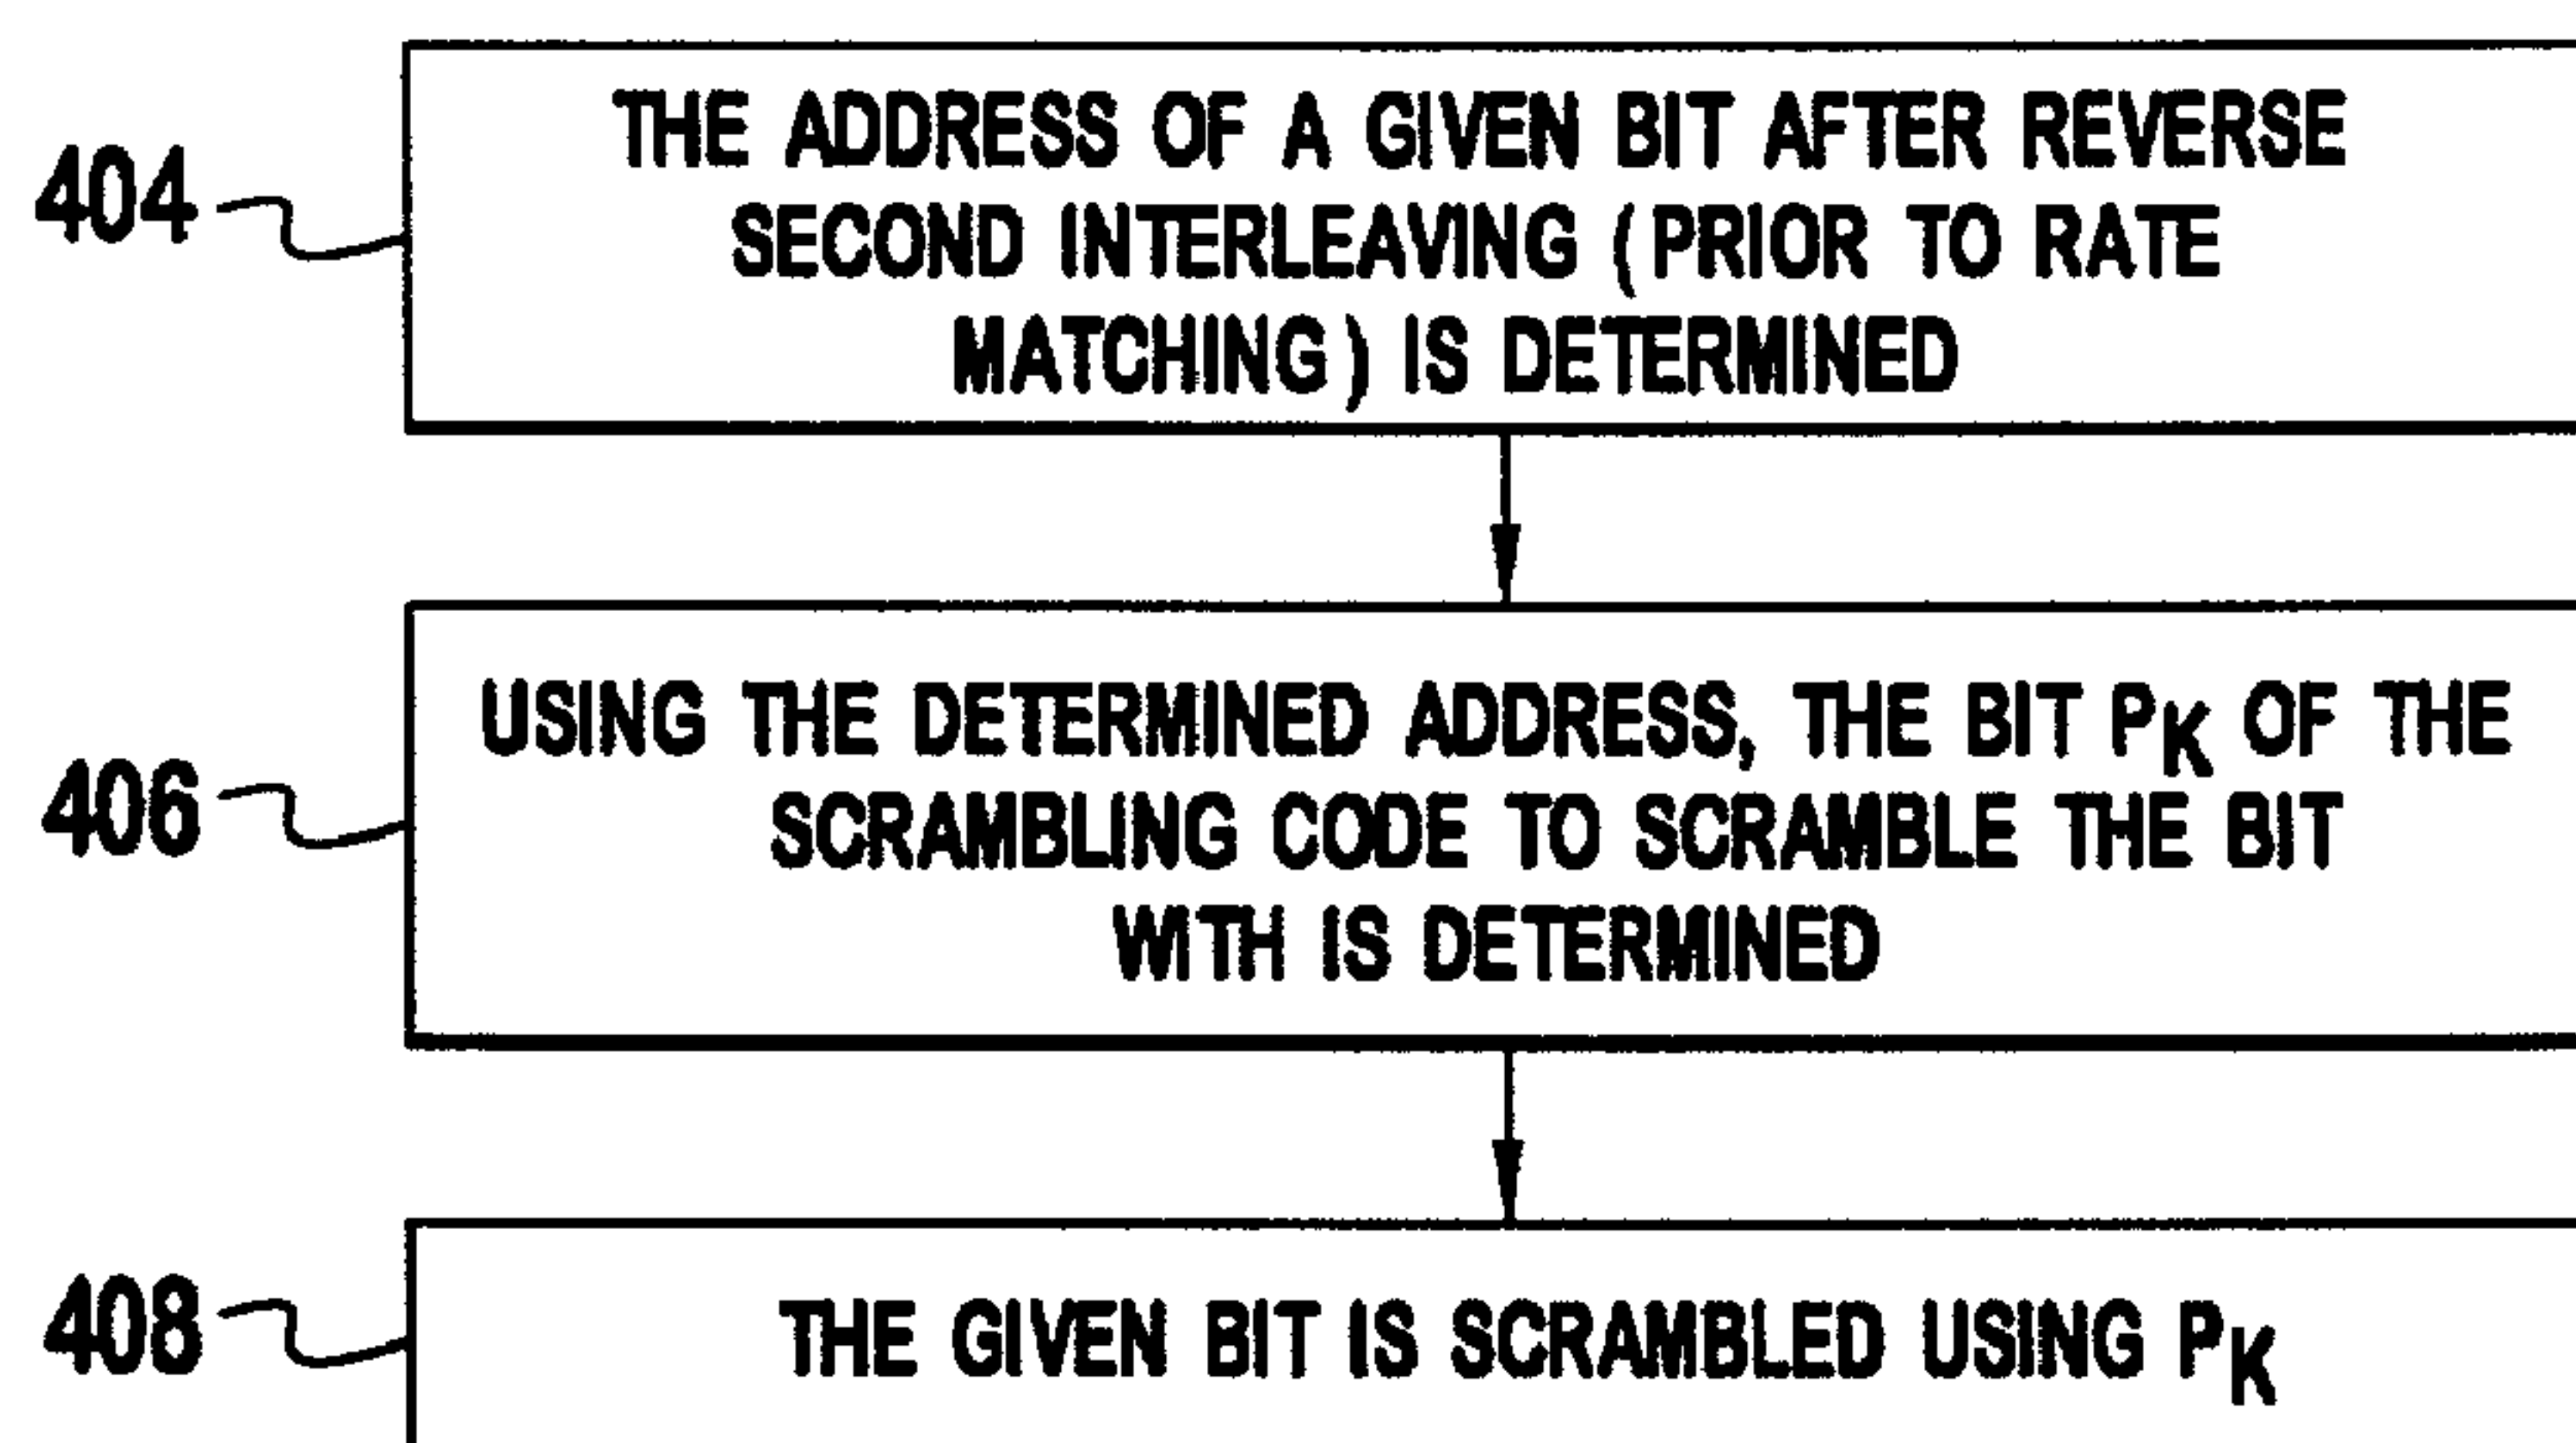 404
THE ADDRESS OF A GIVEN BIT AFTER REVERSE
SECOND INTERLEAVING (PRIOR TO RATE
MATCHING) IS DETERMINED
406
USING THE DETERMINED ADDRESS, THE BIT PK OF THE
SCRAMBLING CODE TO SCRAMBLE THE BIT
WITH IS DETERMINED
408
THE GIVEN BIT IS SCRAMBLED USING PK